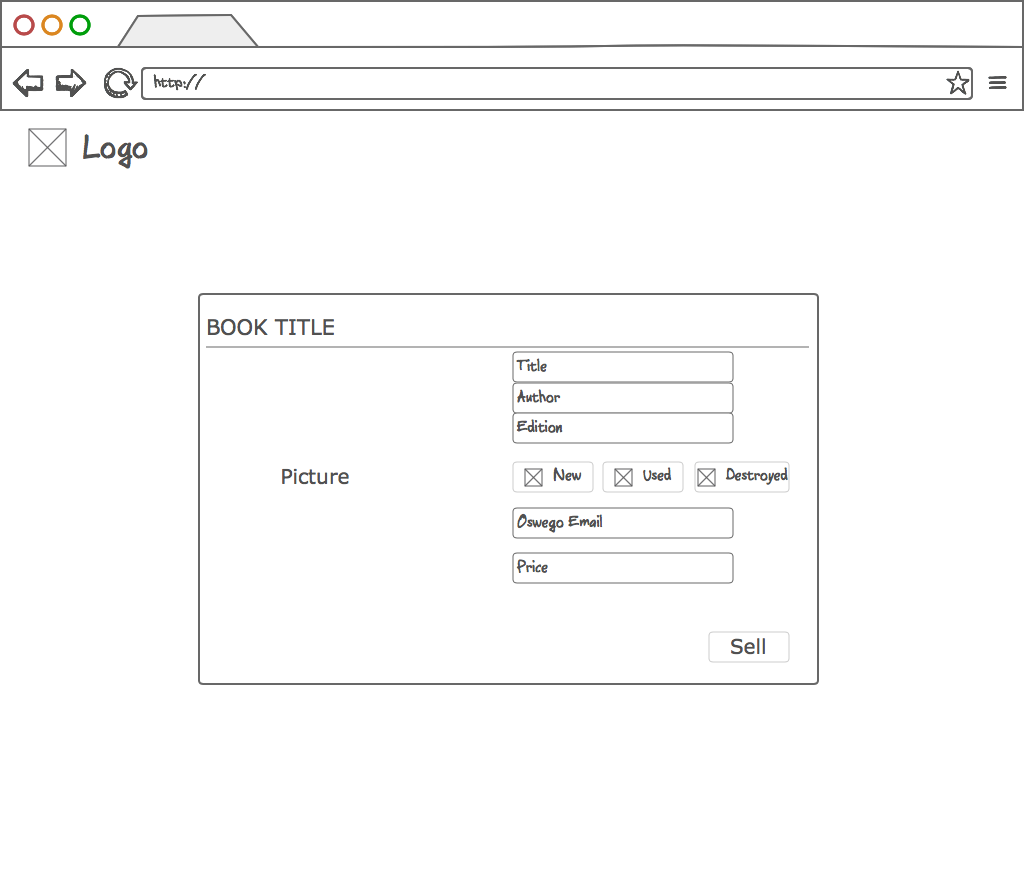 http://
Logo
BOOK TITLE
Title
Author
Edition
Picture
New Used Destroyed
Oswego Email
Price
Sell